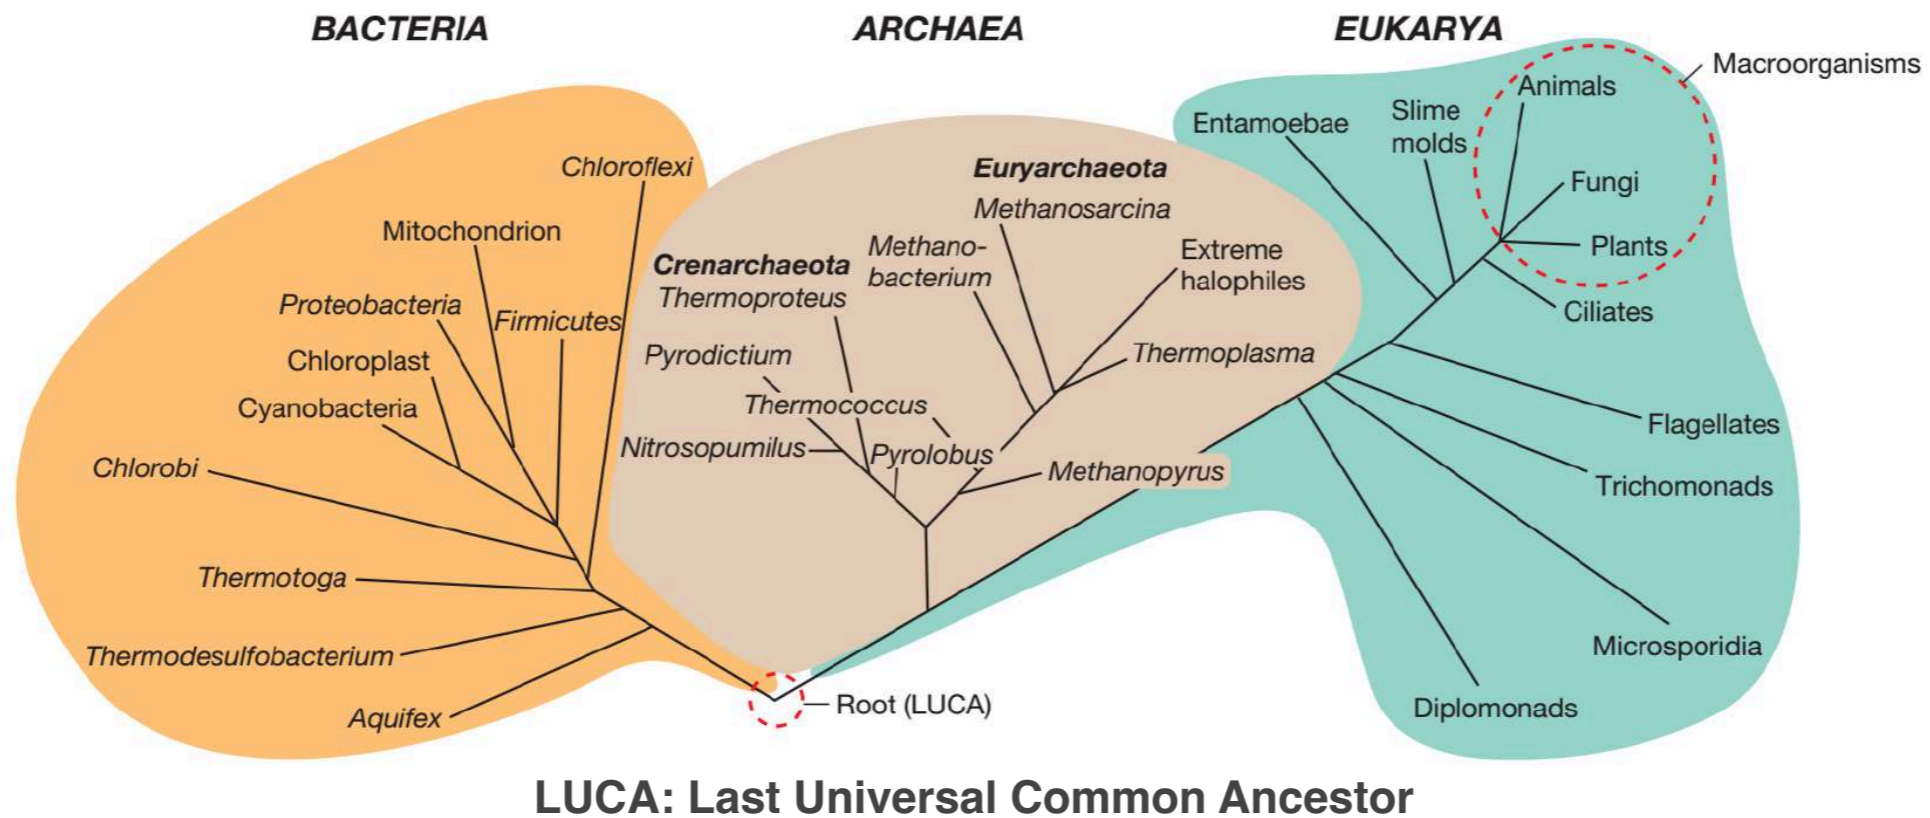 BACTERIA
ARCHAEA
EUKARYA
Macroorganisms
Animals
Slime
molds
Entamoebae
Fungi
Plants
Ciliates
Flagellates
Trichomonads
Microsporidia
Diplomonads
Euryarchaeota
Methanosarcina
Methano-
bacterium
Extreme
halophiles
Thermoplasma
Crenarchaeota
Thermoproteus
Pyrodictium
Thermococcus
Nitrosopumilus
Pyrolobus
Methanopyrus
Chloroflexi
Mitochondrion
Proteobacteria
Firmicutes
Chloroplast
Cyanobacteria
Chlorobi
Thermotoga
Thermodesulfobacterium
Aquifex
Root (LUCA)
LUCA: Last Universal Common Ancestor